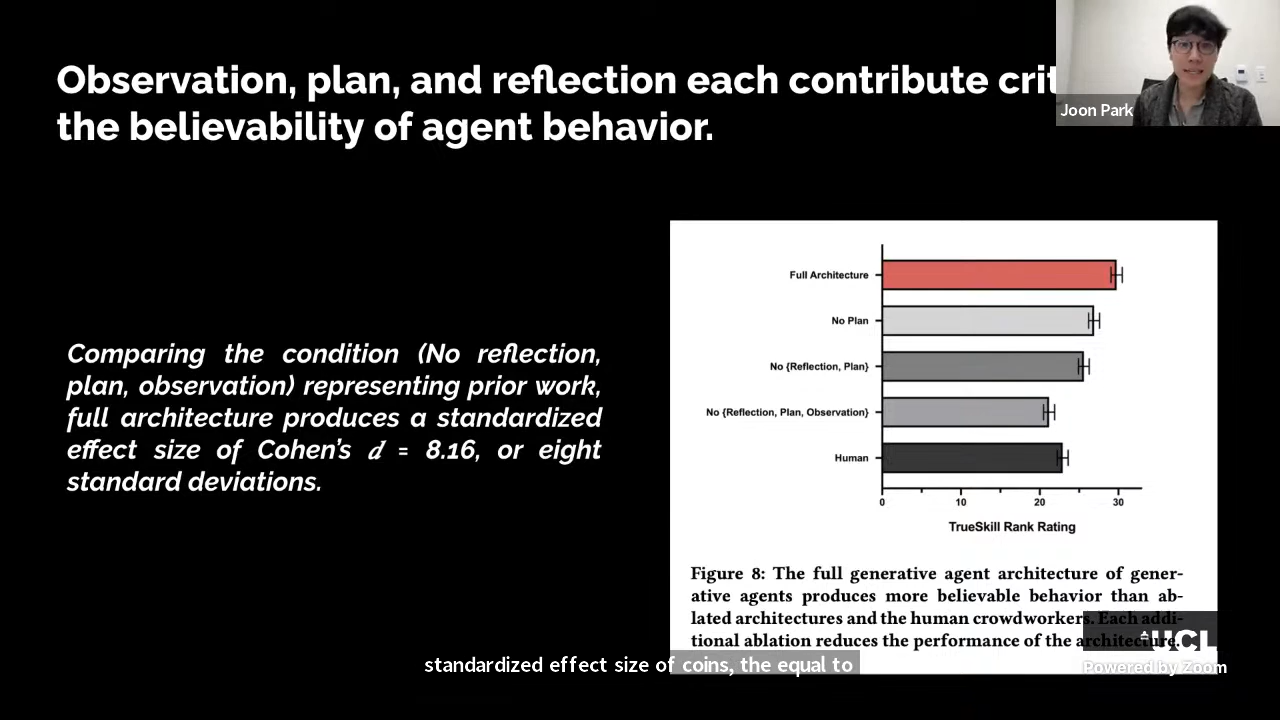 Observation, plan, and reflection each contribute
the believability of agent behavior.
Joon Park
Comparing the condition (No reflection,
plan, observation) representing prior work,
full architecture produces a standardized
effect size of Cohen's d = 8.16, or eight
standard deviations.
Full Architecture
No Plan
No {Reflection, Plan}
No {Reflection, Plan, Observation}
Human
0 10 20 30
TrueSkill Rank Rating
Figure 8: The full generative agent architecture of gener-
ative agents produces more believable behavior than ab-
lated architectures and the human crowdworkers. Each addi-
tional ablation reduces the performance of the architecture.
UCL
Powered by Zoom
standardized effect size of coins, the equal to